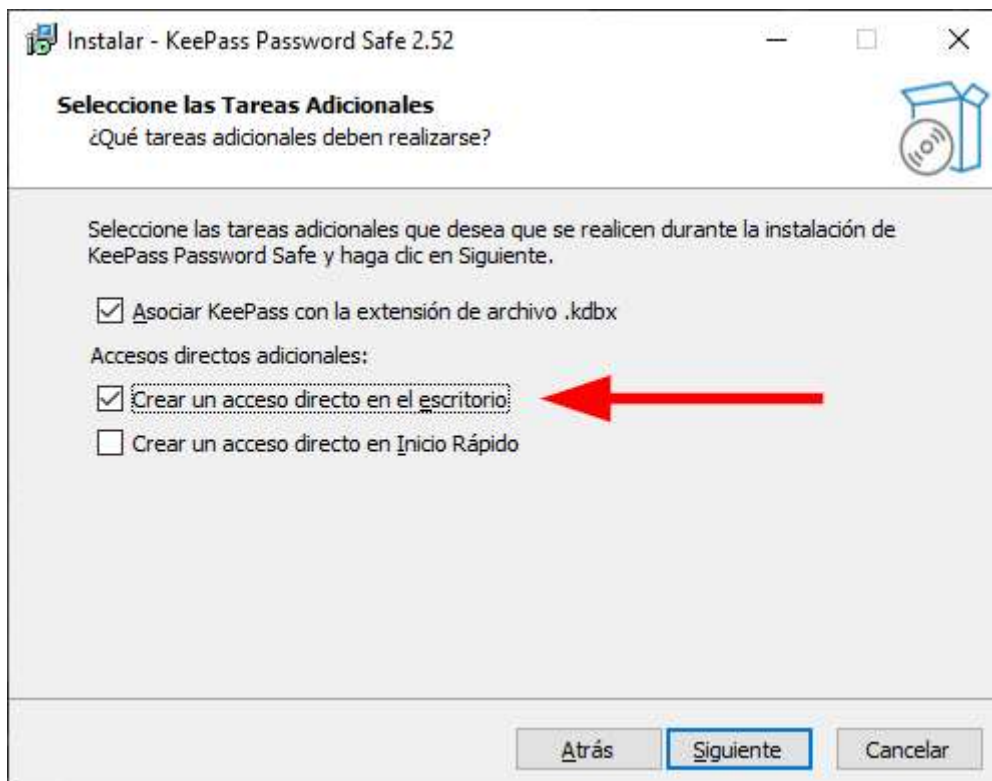 Instalar - KeePass Password Safe 2.52
Seleccione las Tareas Adicionales
¿Qué tareas adicionales deben realizarse?
Seleccione las tareas adicionales que desea que se realicen durante la instalación de
KeePass Password Safe y haga clic en Siguiente.
Asociar KeePass con la extensión de archivo .kdbx
Accesos directos adicionales:
Crear un acceso directo en el escritorio
Crear un acceso directo en Inicio Rápido
Atrás Siguiente Cancelar